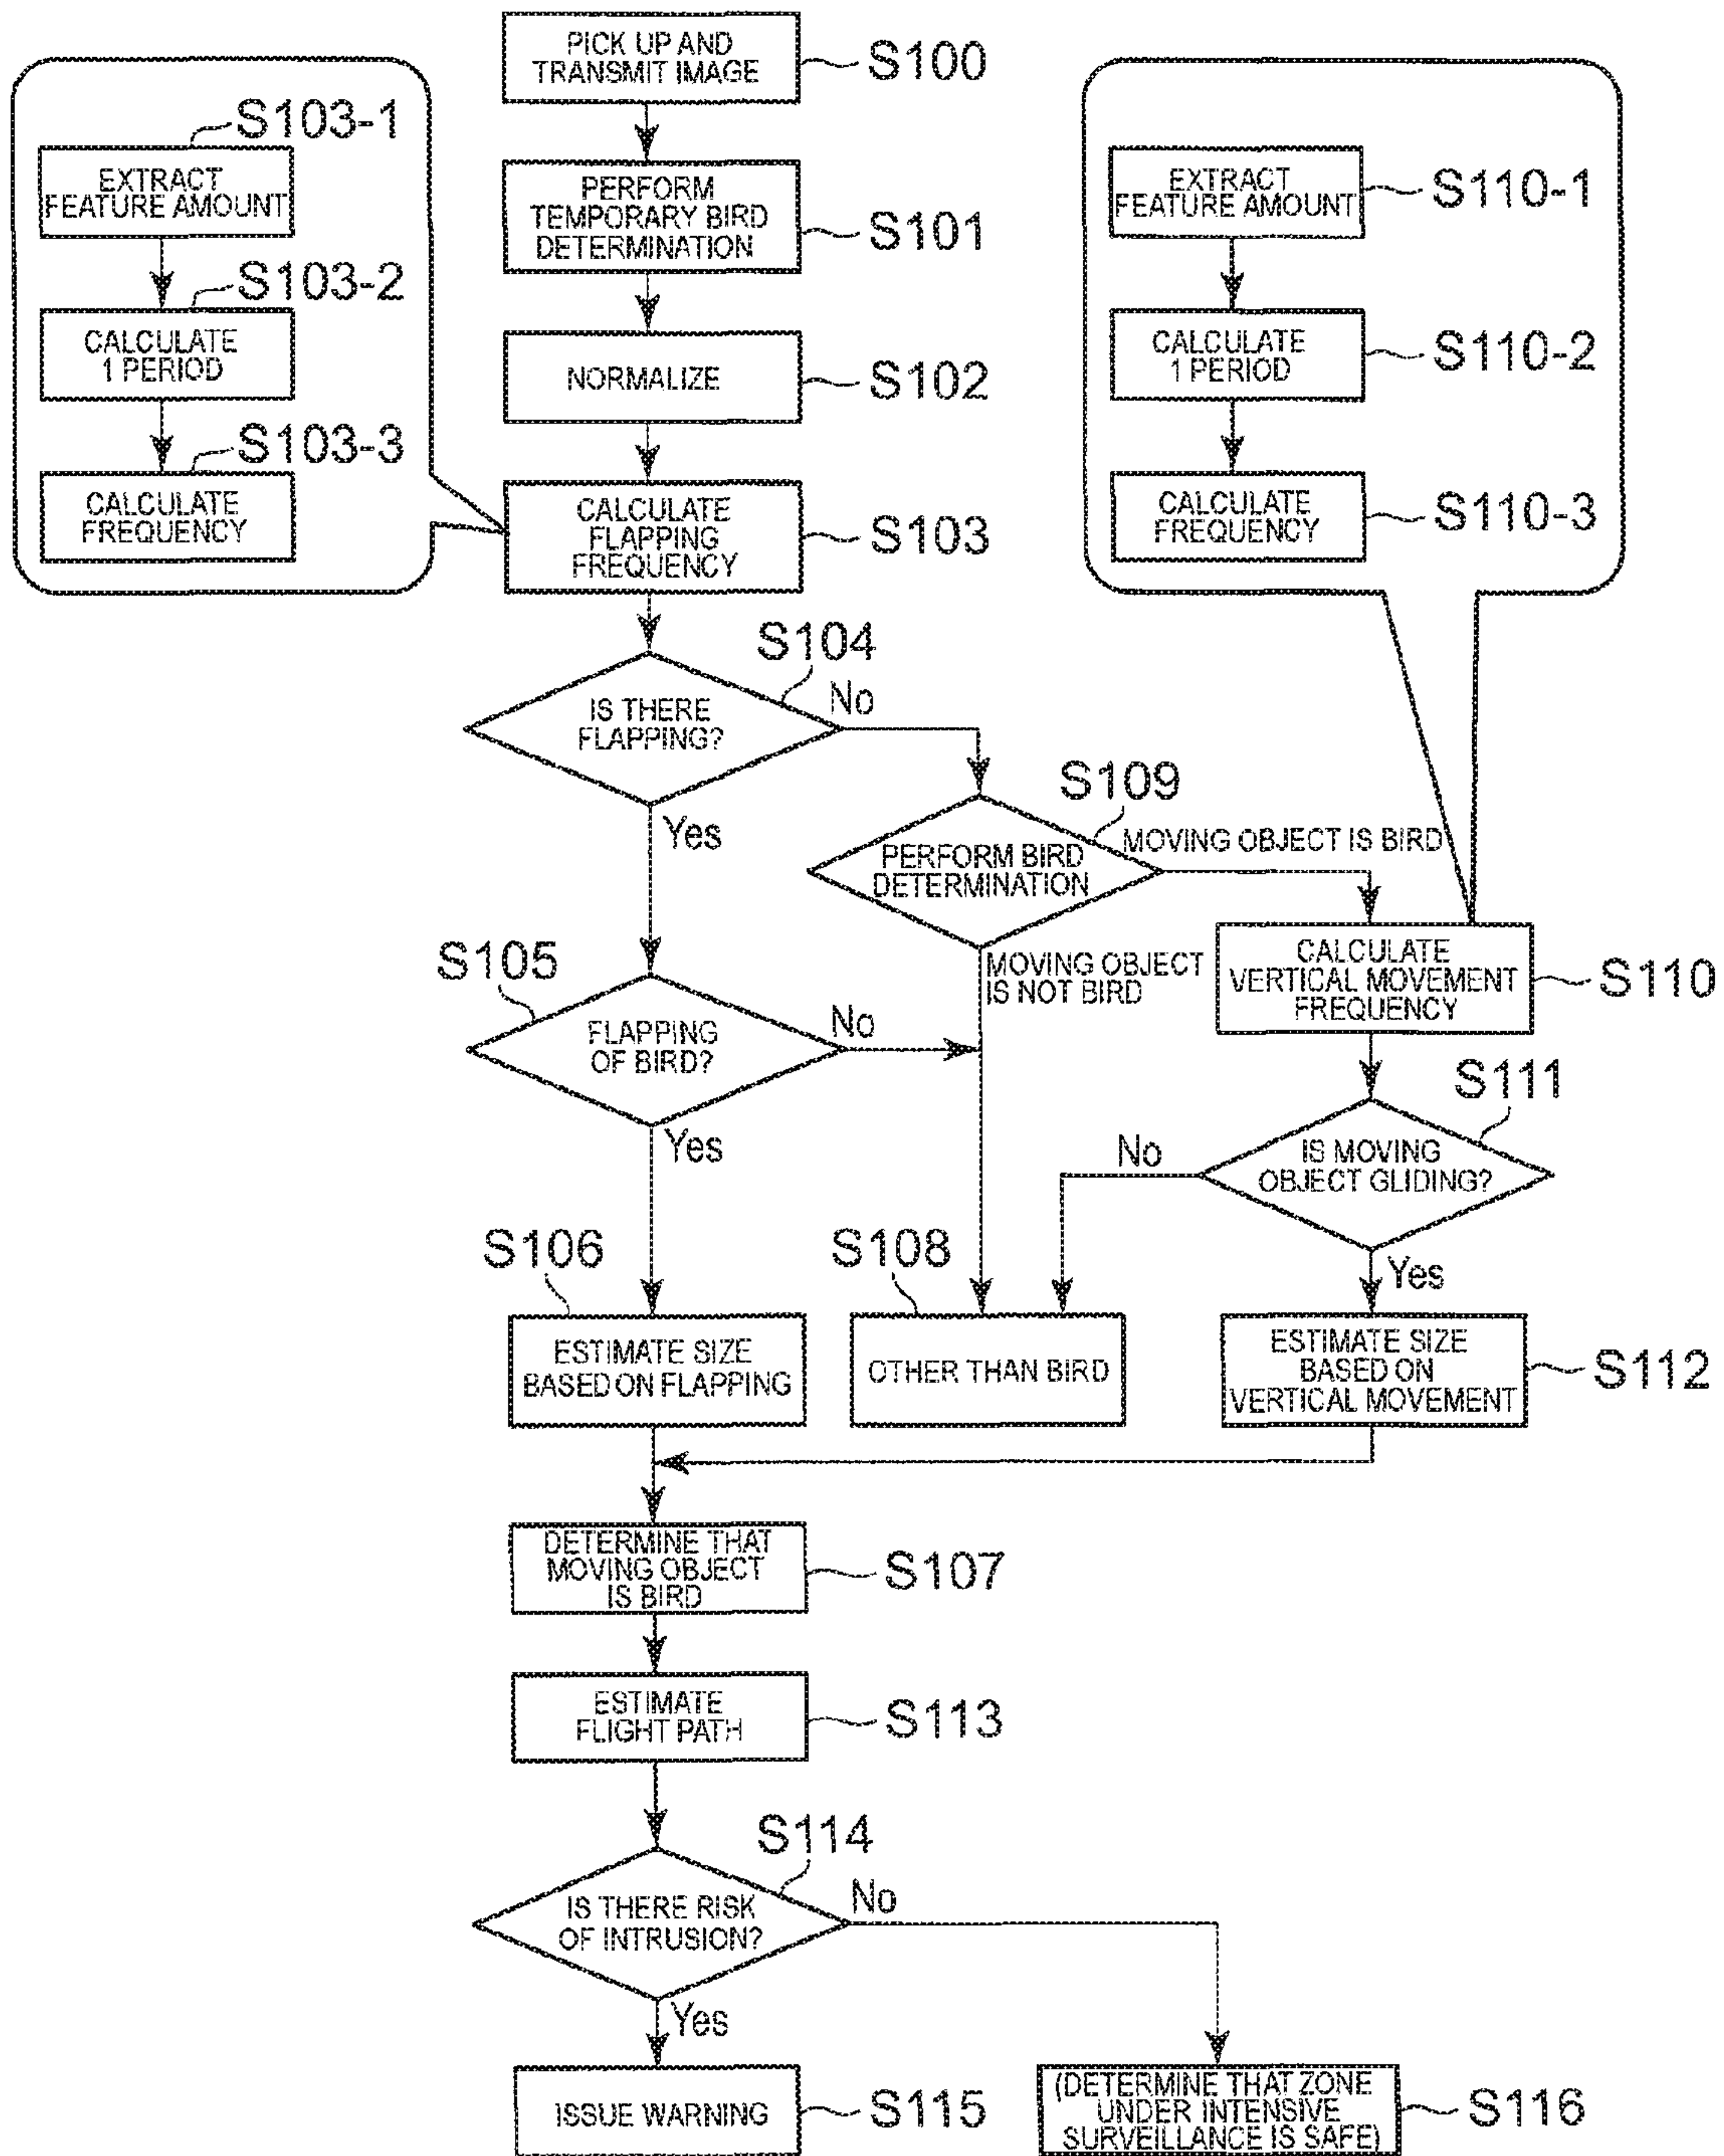 PICK UP AND
TRANSMIT IMAGE
S100
S103-1
EXTRACT
FEATURE AMOUNT
S103-2
CALCULATE
1 PERIOD
S103-3
CALCULATE
FREQUENCY
PERFORM
TEMPORARY BIRD
DETERMINATION
S101
NORMALIZE
S102
CALCULATE
FLAPPING
FREQUENCY
S103
EXTRACT
FEATURE AMOUNT
S110-1
CALCULATE
1 PERIOD
S110-2
CALCULATE
FREQUENCY
S110-3
S104
IS THERE
FLAPPING?
No
Yes
S109
PERFORM BIRD
DETERMINATION
MOVING OBJECT IS BIRD
MOVING OBJECT
IS NOT BIRD
CALCULATE
VERTICAL MOVEMENT
FREQUENCY
S110
S105
FLAPPING
OF BIRD?
No
Yes
S111
IS MOVING
OBJECT GLIDING?
No
Yes
S106
ESTIMATE SIZE
BASED ON FLAPPING
S108
OTHER THAN BIRD
ESTIMATE SIZE
BASED ON
VERTICAL MOVEMENT
S112
DETERMINE THAT
MOVING OBJECT
IS BIRD
S107
ESTIMATE
FLIGHT PATH
S113
S114
IS THERE RISK
OF INTRUSION?
No
Yes
ISSUE WARNING
S115
(DETERMINE THAT ZONE
UNDER INTENSIVE
SURVEILLANCE IS SAFE)
S116